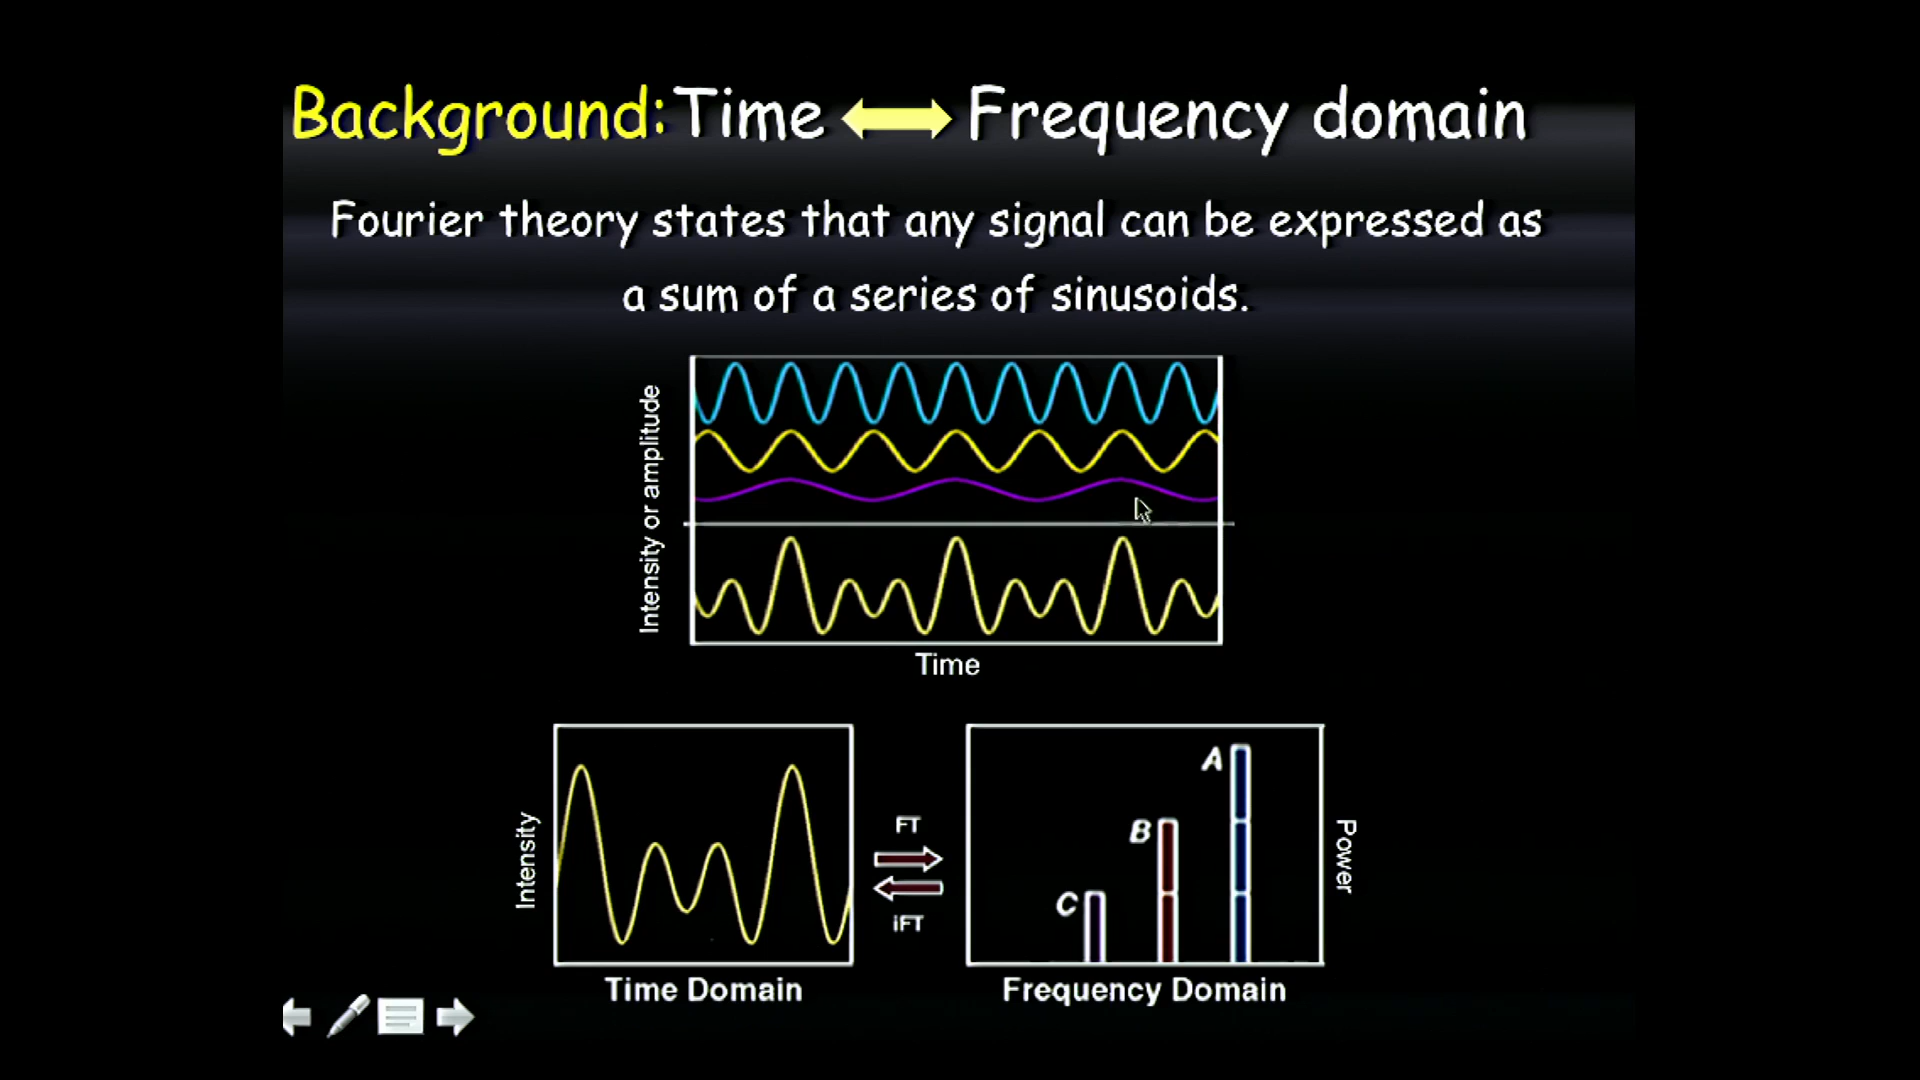 Background: Time Frequency domain
Fourier theory states that any signal can be expressed as
a sum of a series of sinusoids.
Intensity or amplitude
Time
Intensity
FT
iFT
A
B
C
Power
Time Domain
Frequency Domain